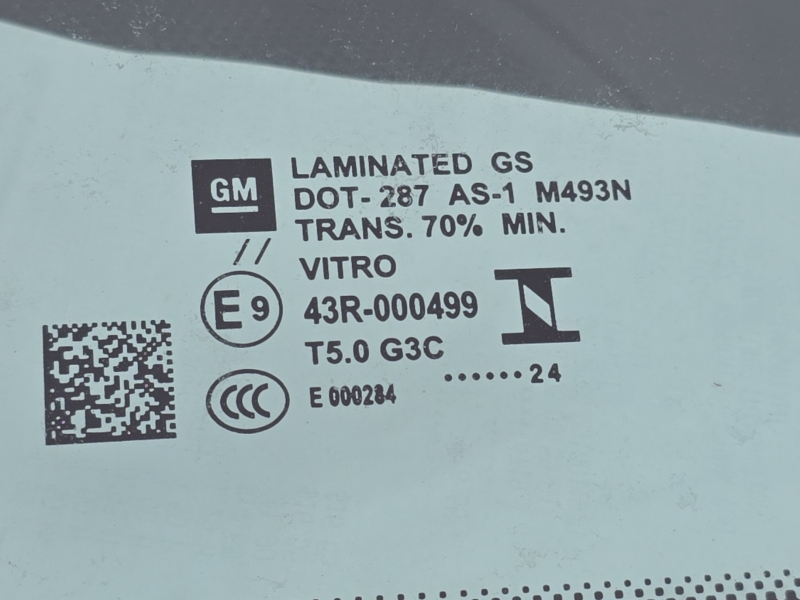 GM
LAMINATED GS
DOT- 287 AS-1 M493N
TRANS. 70% MIN.
//
VITRO
E9
43R-000499
T5.0 G3C
CCC
E 000284
......24